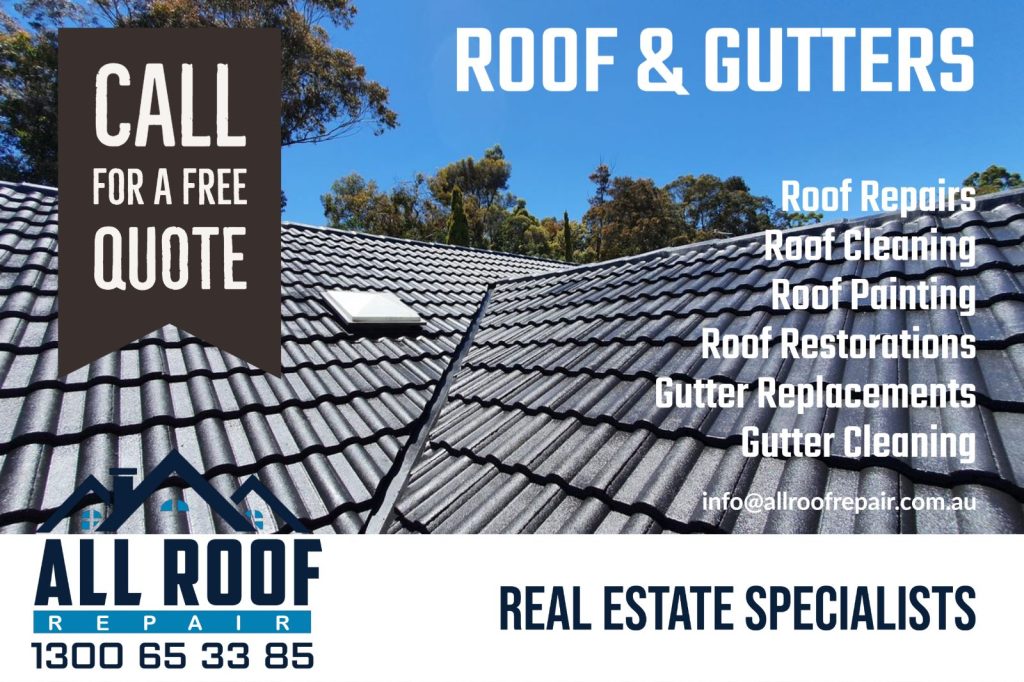 CALL
FOR A FREE
QUOTE
ROOF & GUTTERS
Roof Repairs
Roof Cleaning
Roof Painting
Roof Restorations
Gutter Replacements
Gutter Cleaning
info@allroofrepair.com.au
ALL ROOF
REPAIR
1300 65 33 85
REAL ESTATE SPECIALISTS